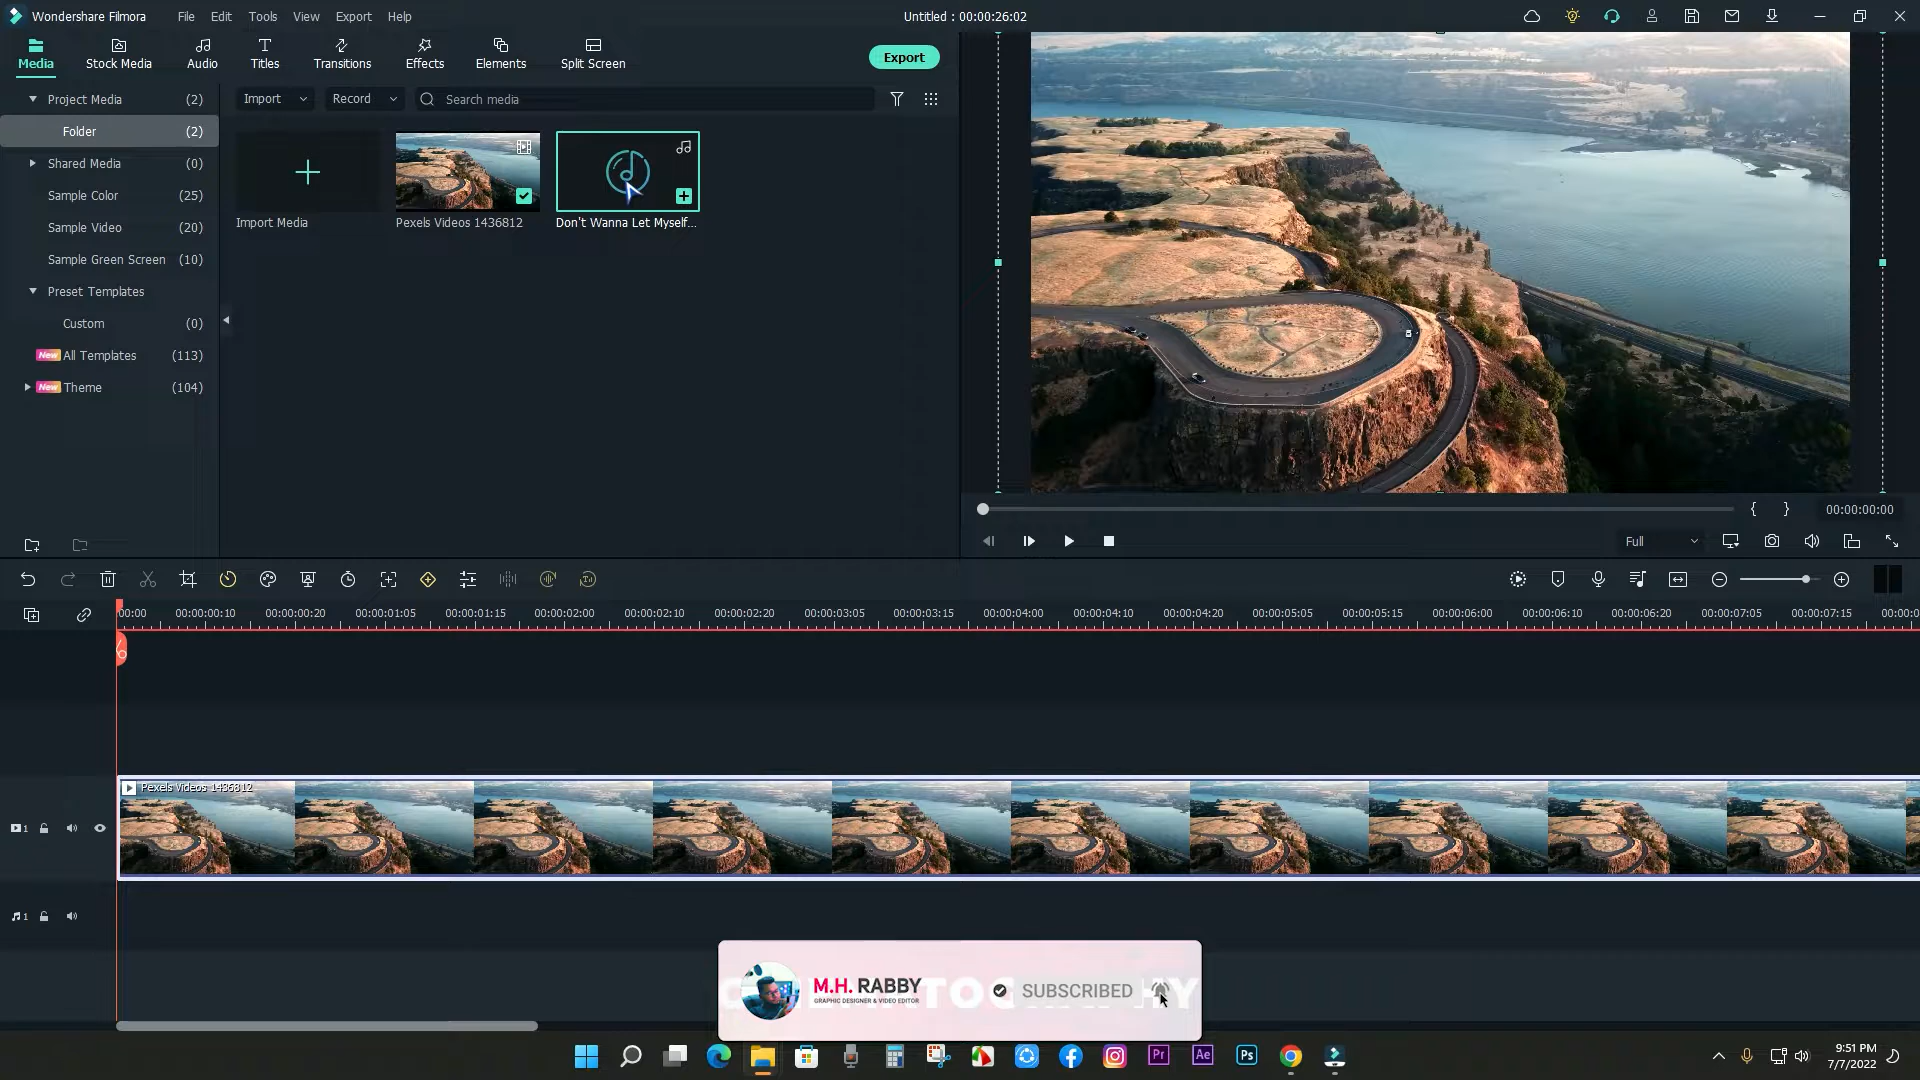 Wondershare Filmora File Edit Tools View Export Help
Untitled : 00:00:26:02
Media Stock Media Audio Titles Transitions Effects Elements Split Screen
Export
Project Media (2)
Folder (2)
Shared Media (0)
Sample Color (25)
Sample Video (20)
Sample Green Screen (10)
Preset Templates
Custom (0)
New All Templates (113)
New Theme (104)
Import Record Search media
Import Media
Pexels Videos 1436812
Don't Wanna Let Myself...
{ } 00:00:00:00
Full
00:00 00:00:00:10 00:00:00:20 00:00:01:05 00:00:01:15 00:00:02:00 00:00:02:10 00:00:02:20 00:00:03:05 00:00:03:15 00:00:04:00 00:00:04:10 00:00:04:20 00:00:05:05 00:00:05:15 00:00:06:00 00:00:06:10 00:00:06:20 00:00:07:05 00:00:07:15 00:00:0
Pexels Videos 1436812
1
1
M.H. RABBY
GRAPHIC DESIGNER & VIDEO EDITOR
SUBSCRIBED
Pr Ae Ps
9:51 PM
7/7/2022